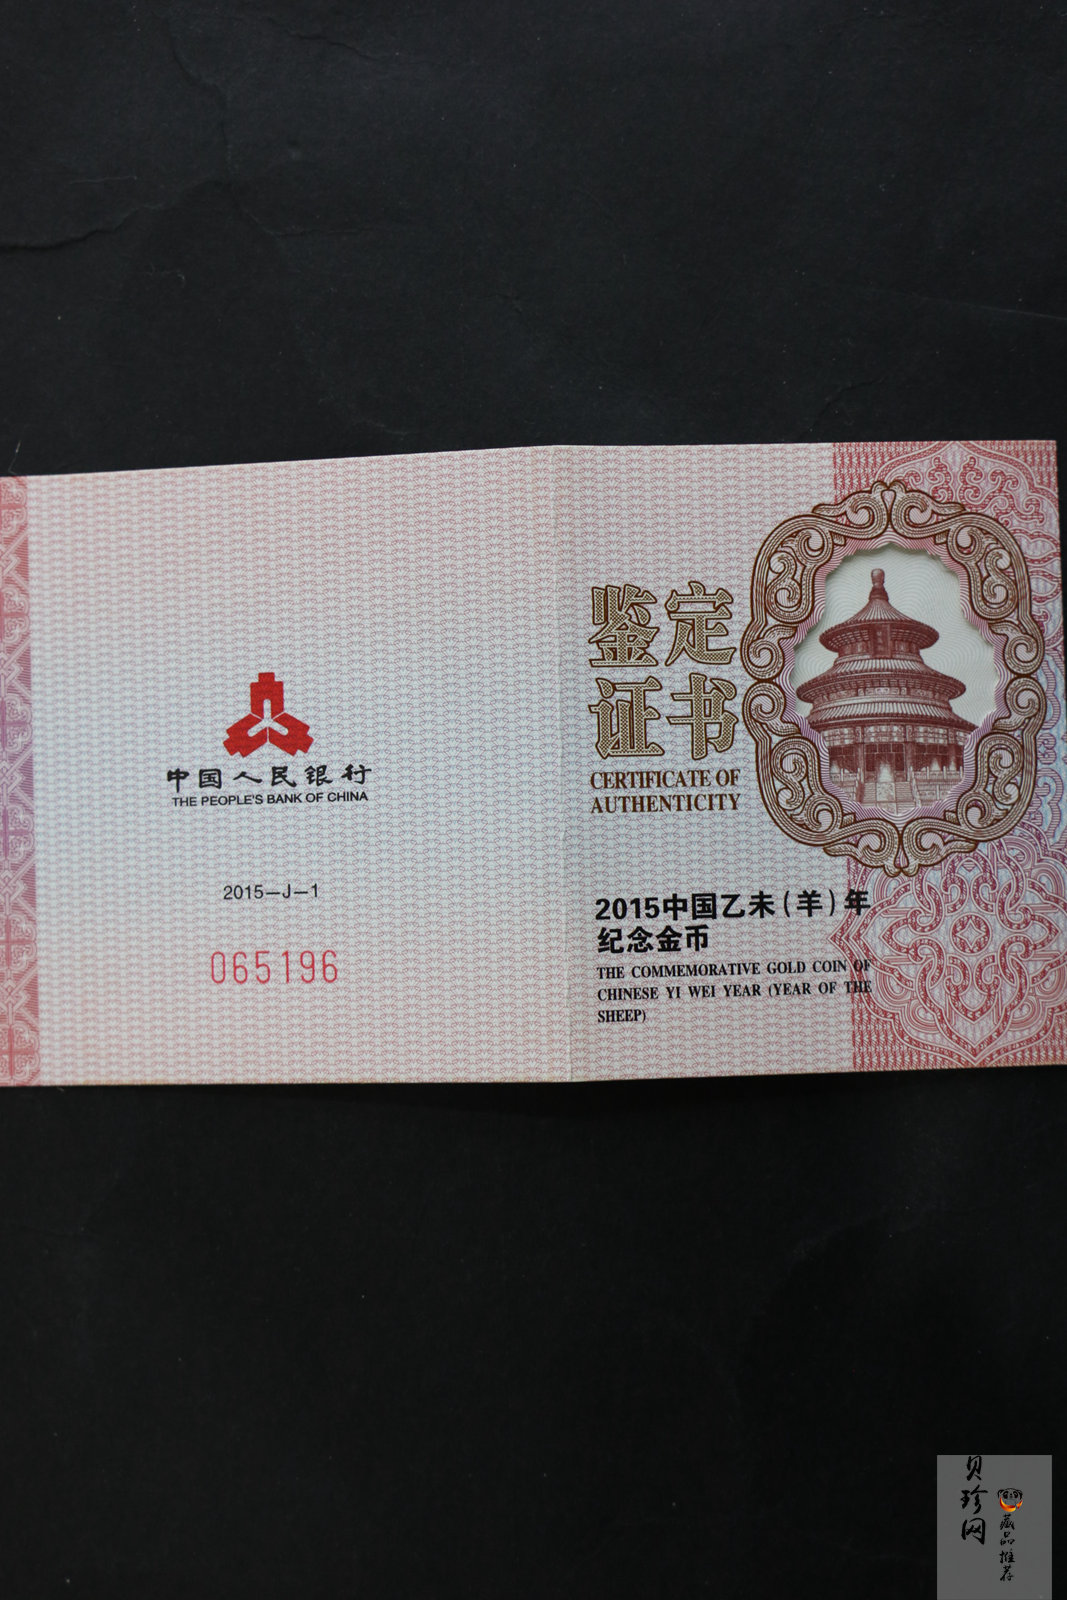 中国人民银行
THE PEOPLE'S BANK OF CHINA
2015-J-1
065196
鉴定
证书
CERTIFICATE OF
AUTHENTICITY
2015中国乙未(羊)年
纪念金币
THE COMMEMORATIVE GOLD COIN OF
CHINESE YI WEI YEAR (YEAR OF THE
SHEEP)
贝珍网
藏品推荐